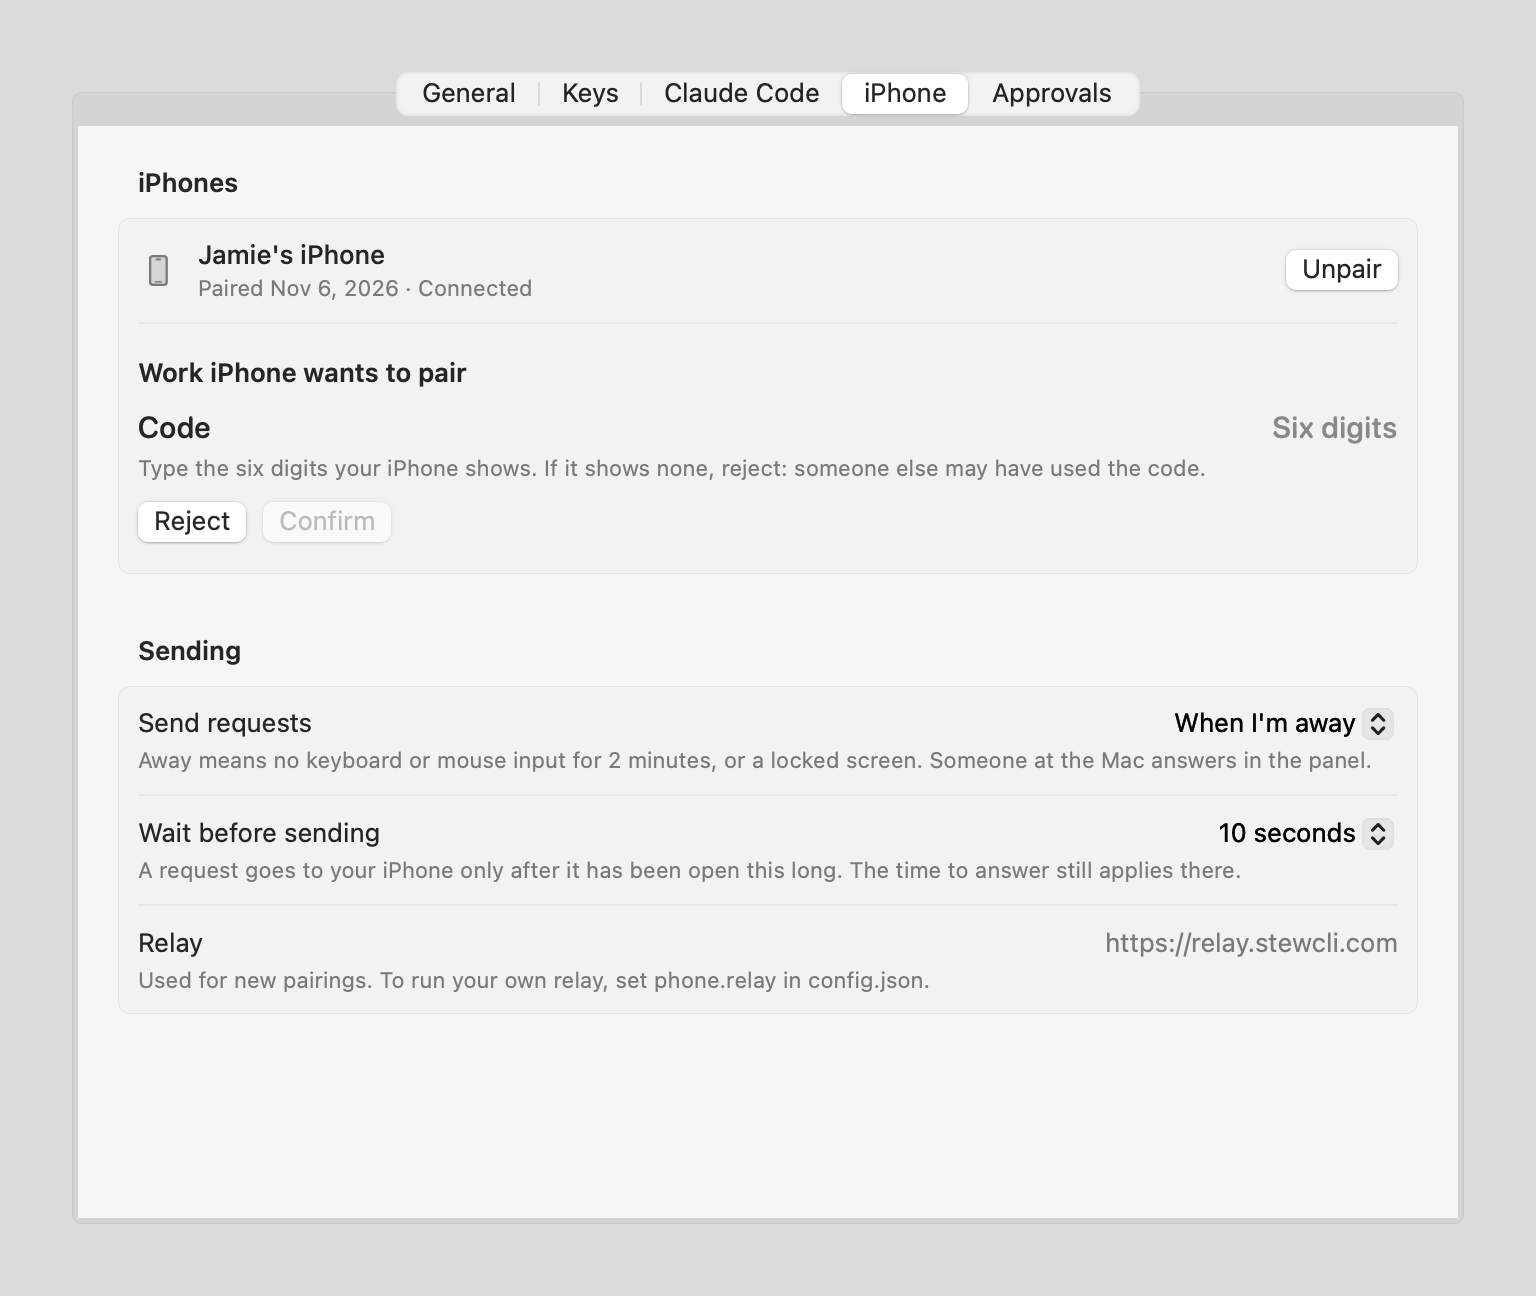 General
Keys
Claude Code
iPhone
Approvals
iPhones
Jamie's iPhone
Unpair
Paired Nov 6, 2026 · Connected
Work iPhone wants to pair
Code
Six digits
Type the six digits your iPhone shows. If it shows none, reject: someone else may have used the code.
Reject
Confirm
Sending
Send requests
When I'm away
Away means no keyboard or mouse input for 2 minutes, or a locked screen. Someone at the Mac answers in the panel.
Wait before sending
10 seconds
A request goes to your iPhone only after it has been open this long. The time to answer still applies there.
Relay
https://relay.stewcli.com
Used for new pairings. To run your own relay, set phone.relay in config.json.